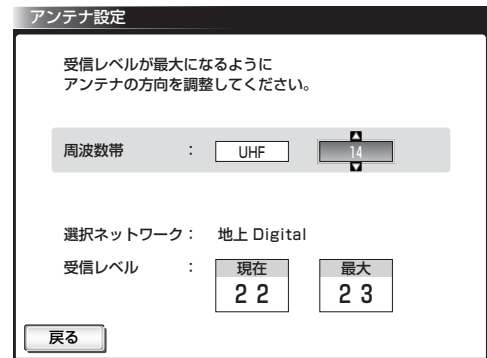 アンテナ設定
受信レベルが最大になるように
アンテナの方向を調整してください。
周波数帯 : UHF 14
選択ネットワーク : 地上 Digital
受信レベル : 現在 最大
22 23
戻る